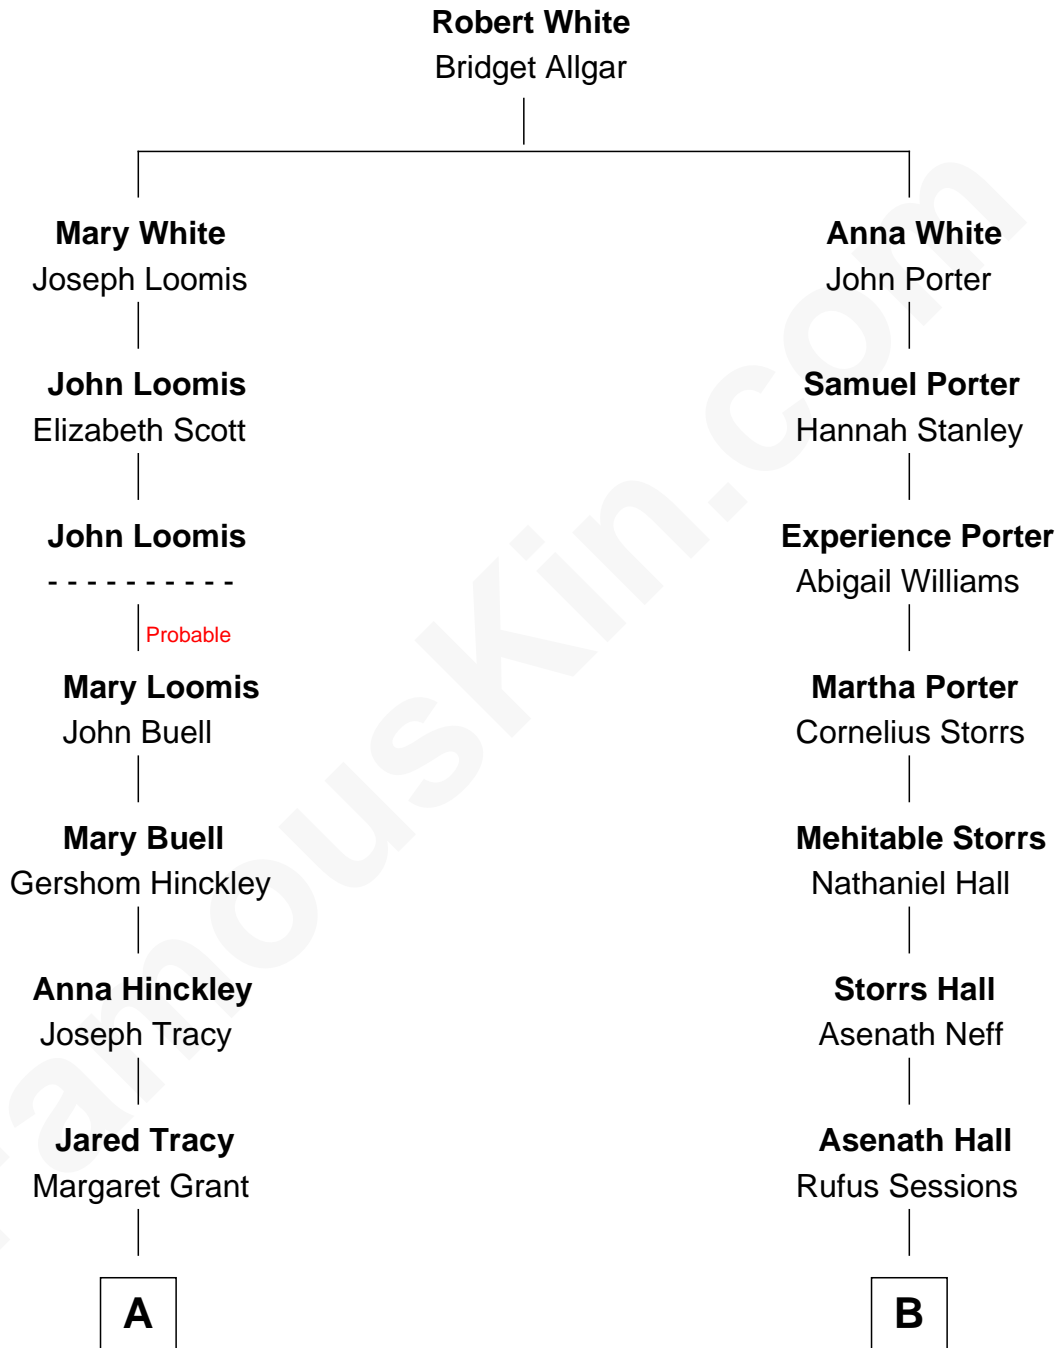 Robert White
Bridget Allgar
Mary White
Joseph Loomis
John Loomis
Elizabeth Scott
John Loomis
- - - - - - - - - -
Probable
Mary Loomis
John Buell
Mary Buell
Gershom Hinckley
Anna Hinckley
Joseph Tracy
Jared Tracy
Margaret Grant
A
Anna White
John Porter
Samuel Porter
Hannah Stanley
Experience Porter
Abigail Williams
Martha Porter
Cornelius Storrs
Mehitable Storrs
Nathaniel Hall
Storrs Hall
Asenath Neff
Asenath Hall
Rufus Sessions
B
FamousKin.com